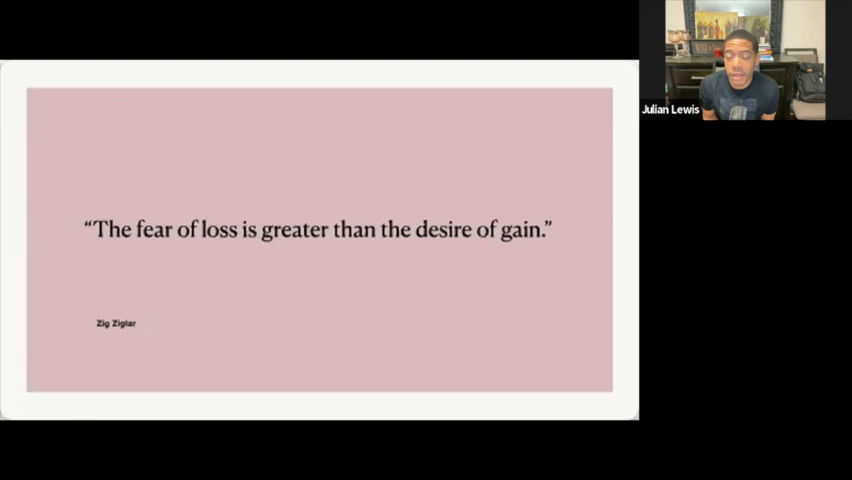 “The fear of loss is greater than the desire of gain.”
Zig Ziglar
Julian Lewis